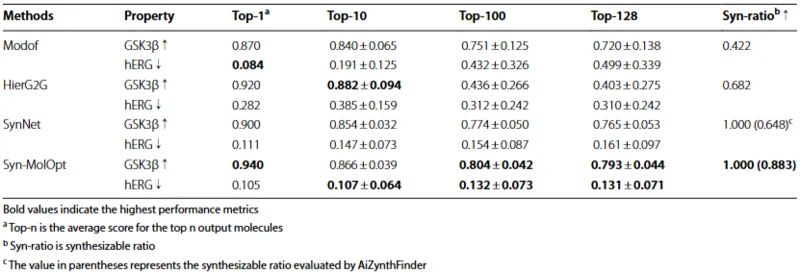 Methods Property Top-1a Top-10 Top-100 Top-128 Syn-ratiob ↑
Modof GSK3β ↑ 0.870 0.840 ± 0.065 0.751 ± 0.125 0.720 ± 0.138 0.422
hERG ↓ 0.084 0.191 ± 0.125 0.432 ± 0.326 0.499 ± 0.339
HierG2G GSK3β ↑ 0.920 0.882 ± 0.094 0.436 ± 0.266 0.403 ± 0.275 0.682
hERG ↓ 0.282 0.385 ± 0.159 0.312 ± 0.242 0.310 ± 0.242
SynNet GSK3β ↑ 0.900 0.854 ± 0.032 0.774 ± 0.050 0.765 ± 0.053 1.000 (0.648)c
hERG ↓ 0.111 0.147 ± 0.073 0.154 ± 0.087 0.161 ± 0.097
Syn-MolOpt GSK3β ↑ 0.940 0.866 ± 0.039 0.804 ± 0.042 0.793 ± 0.044 1.000 (0.883)
hERG ↓ 0.105 0.107 ± 0.064 0.132 ± 0.073 0.131 ± 0.071
Bold values indicate the highest performance metrics
a Top-n is the average score for the top n output molecules
b Syn-ratio is synthesizable ratio
c The value in parentheses represents the synthesizable ratio evaluated by AiZynthFinder